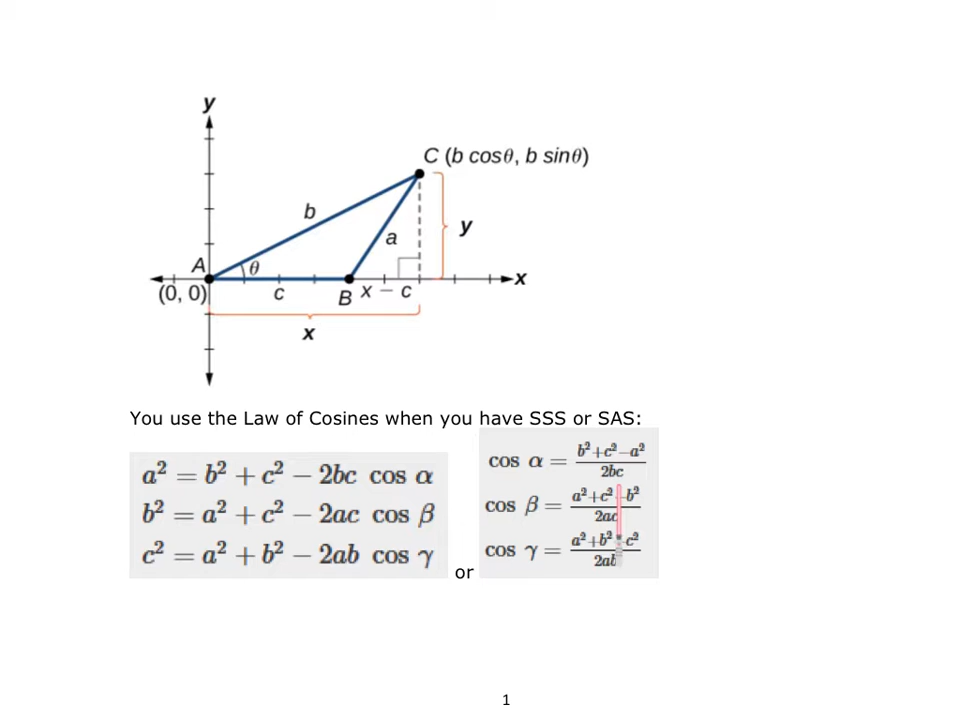 y
C (b cosθ, b sinθ)
b
a
y
A
θ
x
(0, 0)
c
B
x − c
x
You use the Law of Cosines when you have SSS or SAS:
a² = b² + c² − 2bc cos α
b² = a² + c² − 2ac cos β
c² = a² + b² − 2ab cos γ
or
cos α = b²+c²−a² / 2bc
cos β = a²+c²−b² / 2ac
cos γ = a²+b²−c² / 2ab
1